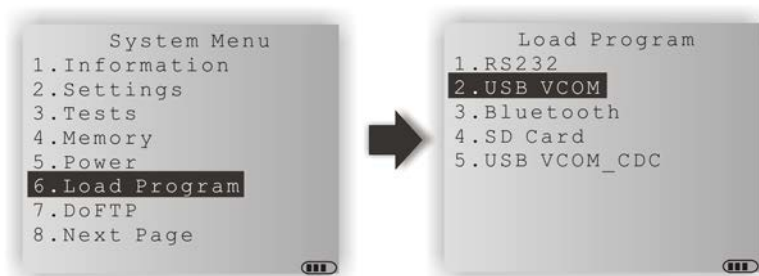 System Menu
1.Information
2.Settings
3.Tests
4.Memory
5.Power
6.Load Program
7.DoFTP
8.Next Page
Load Program
1.RS232
2.USB VCOM
3.Bluetooth
4.SD Card
5.USB VCOM_CDC